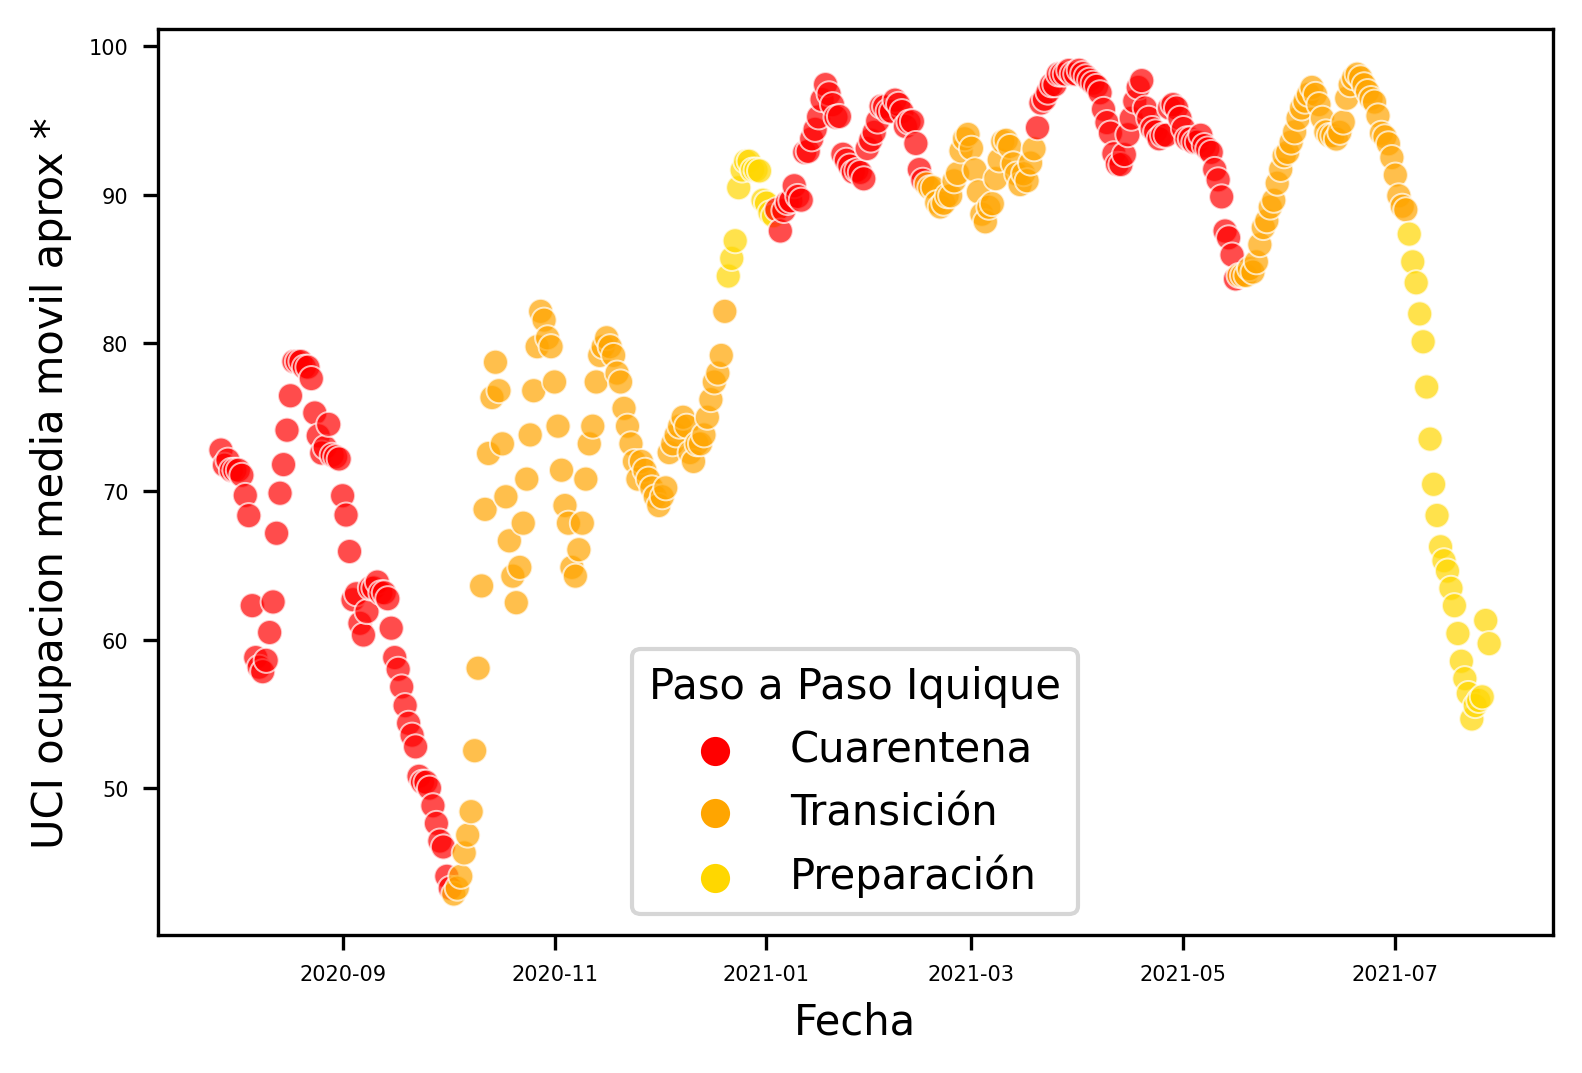 UCI ocupacion media movil aprox *
100
90
80
70
60
50
Paso a Paso Iquique
Cuarentena
Transición
Preparación
2020-09
2020-11
2021-01
2021-03
2021-05
2021-07
Fecha